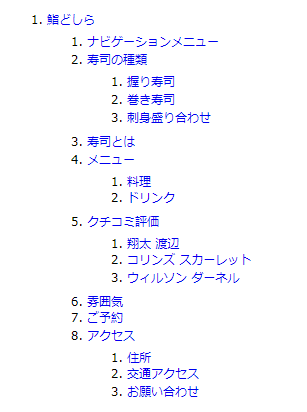 1. 鮨どしら
1. ナビゲーションメニュー
2. 寿司の種類
1. 握り寿司
2. 巻き寿司
3. 刺身盛り合わせ
3. 寿司とは
4. メニュー
1. 料理
2. ドリンク
5. クチコミ評価
1. 翔太 渡辺
2. コリンズ スカーレット
3. ウィルソン ダーネル
6. 雰囲気
7. ご予約
8. アクセス
1. 住所
2. 交通アクセス
3. お願い合わせ